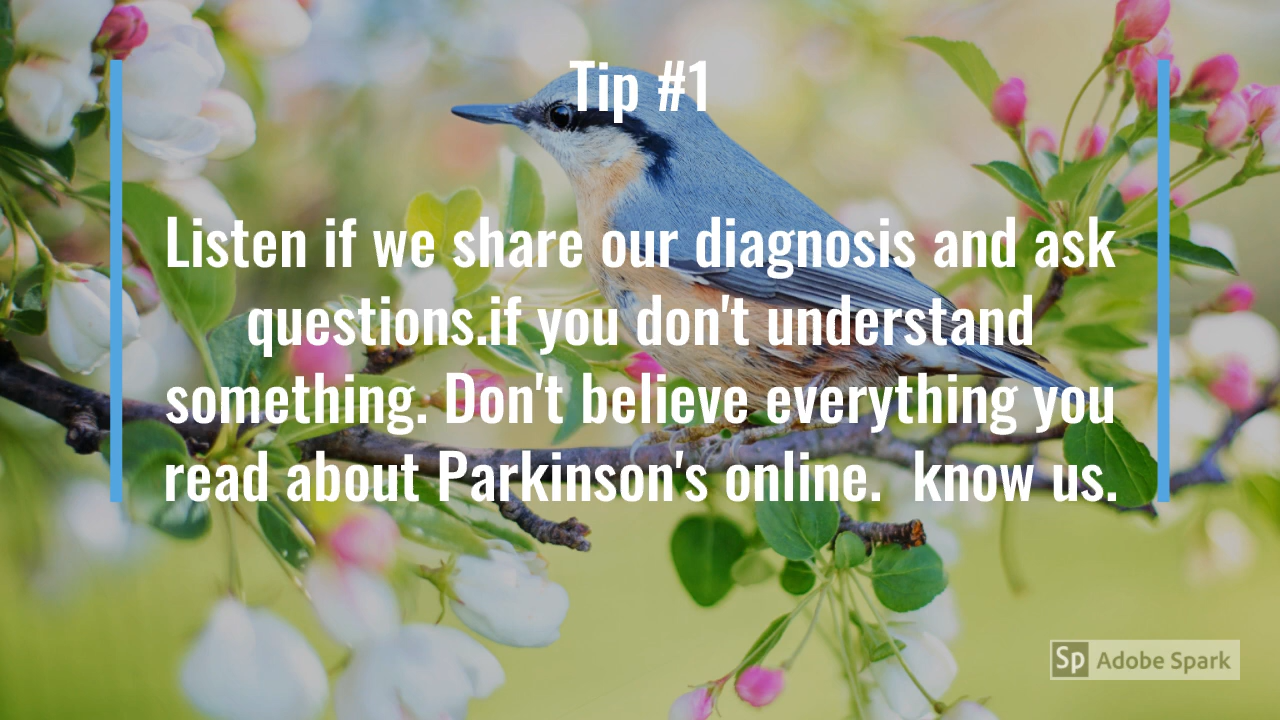 Tip #1
Listen if we share our diagnosis and ask
questions.if you don't understand
something. Don't believe everything you
read about Parkinson's online.  know us.
Sp Adobe Spark